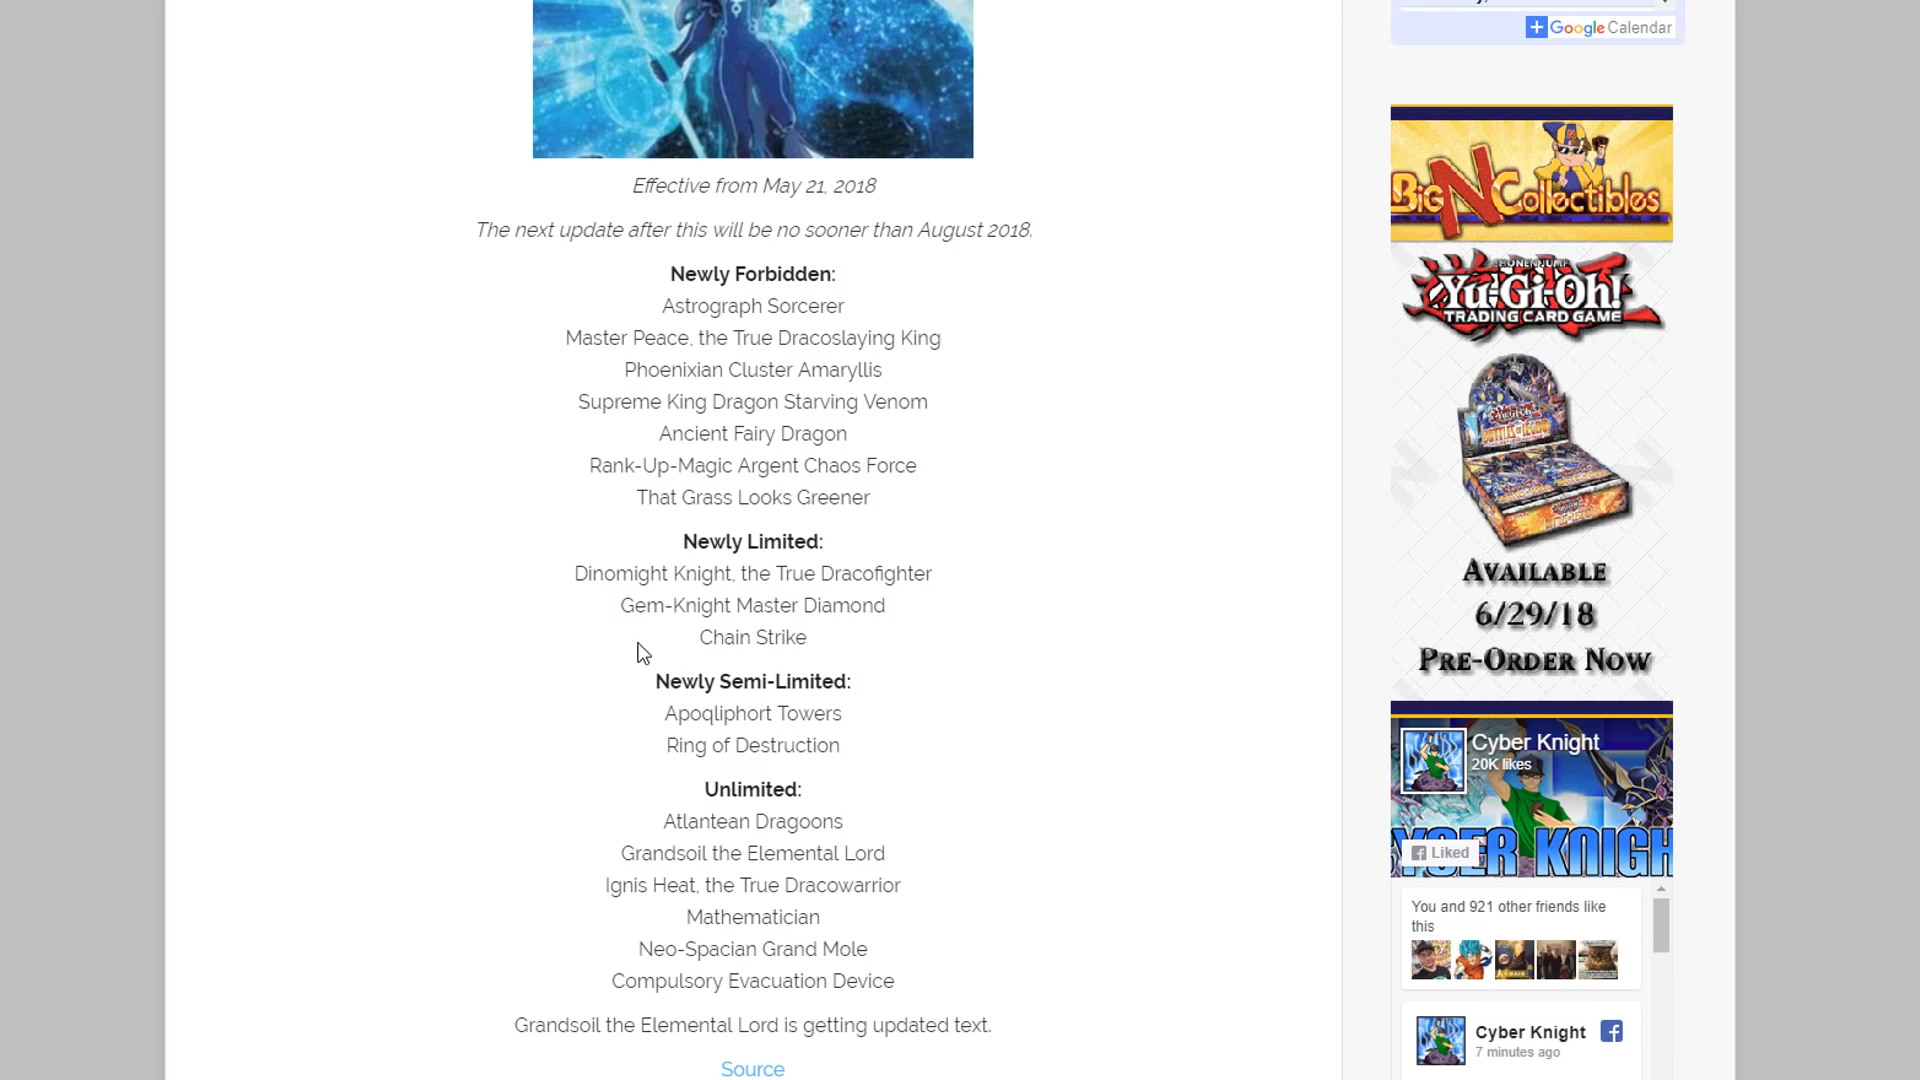 Google Calendar
Effective from May 21, 2018
The next update after this will be no sooner than August 2018.
Newly Forbidden:
Astrograph Sorcerer
Master Peace, the True Dracoslaying King
Phoenixian Cluster Amaryllis
Supreme King Dragon Starving Venom
Ancient Fairy Dragon
Rank-Up-Magic Argent Chaos Force
That Grass Looks Greener
Newly Limited:
Dinomight Knight, the True Dracofighter
Gem-Knight Master Diamond
Chain Strike
Newly Semi-Limited:
Apoqliphort Towers
Ring of Destruction
Unlimited:
Atlantean Dragoons
Grandsoil the Elemental Lord
Ignis Heat, the True Dracowarrior
Mathematician
Neo-Spacian Grand Mole
Compulsory Evacuation Device
Grandsoil the Elemental Lord is getting updated text.
Source
Big N Collectibles
SHONEN JUMP
Yu-Gi-Oh!
TRADING CARD GAME
AVAILABLE
6/29/18
PRE-ORDER NOW
Cyber Knight
20K likes
Liked
You and 921 other friends like
this
Cyber Knight
7 minutes ago